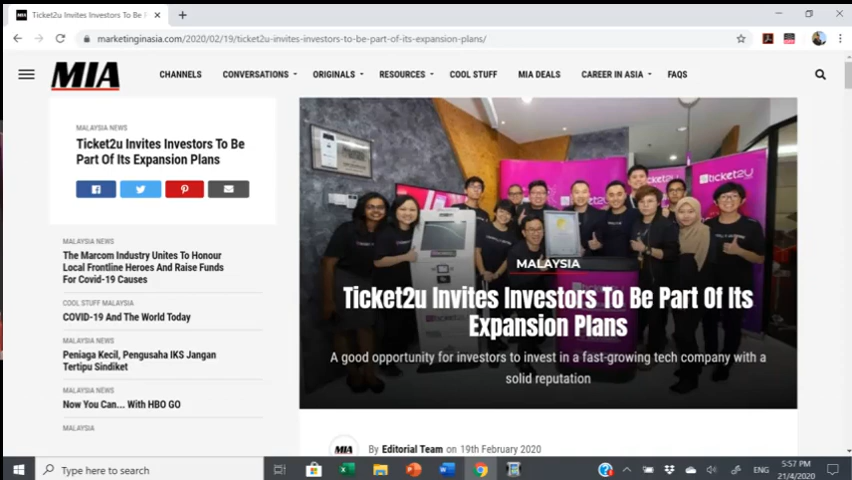 Ticket2u Invites Investors To Be P
marketinginasia.com/2020/02/19/ticket2u-invites-investors-to-be-part-of-its-expansion-plans/
MIA
CHANNELS CONVERSATIONS ORIGINALS RESOURCES COOL STUFF MIA DEALS CAREER IN ASIA FAQS
MALAYSIA NEWS
Ticket2u Invites Investors To Be
Part Of Its Expansion Plans
MALAYSIA NEWS
The Marcom Industry Unites To Honour
Local Frontline Heroes And Raise Funds
For Covid-19 Causes
COOL STUFF MALAYSIA
COVID-19 And The World Today
MALAYSIA NEWS
Peniaga Kecil, Pengusaha IKS Jangan
Tertipu Sindiket
MALAYSIA NEWS
Now You Can... With HBO GO
MALAYSIA
ticket2u
MALAYSIA
Ticket2u Invites Investors To Be Part Of Its
Expansion Plans
A good opportunity for investors to invest in a fast-growing tech company with a
solid reputation
MIA By Editorial Team on 19th February 2020
Type here to search
ENG
5:57 PM
21/4/2020